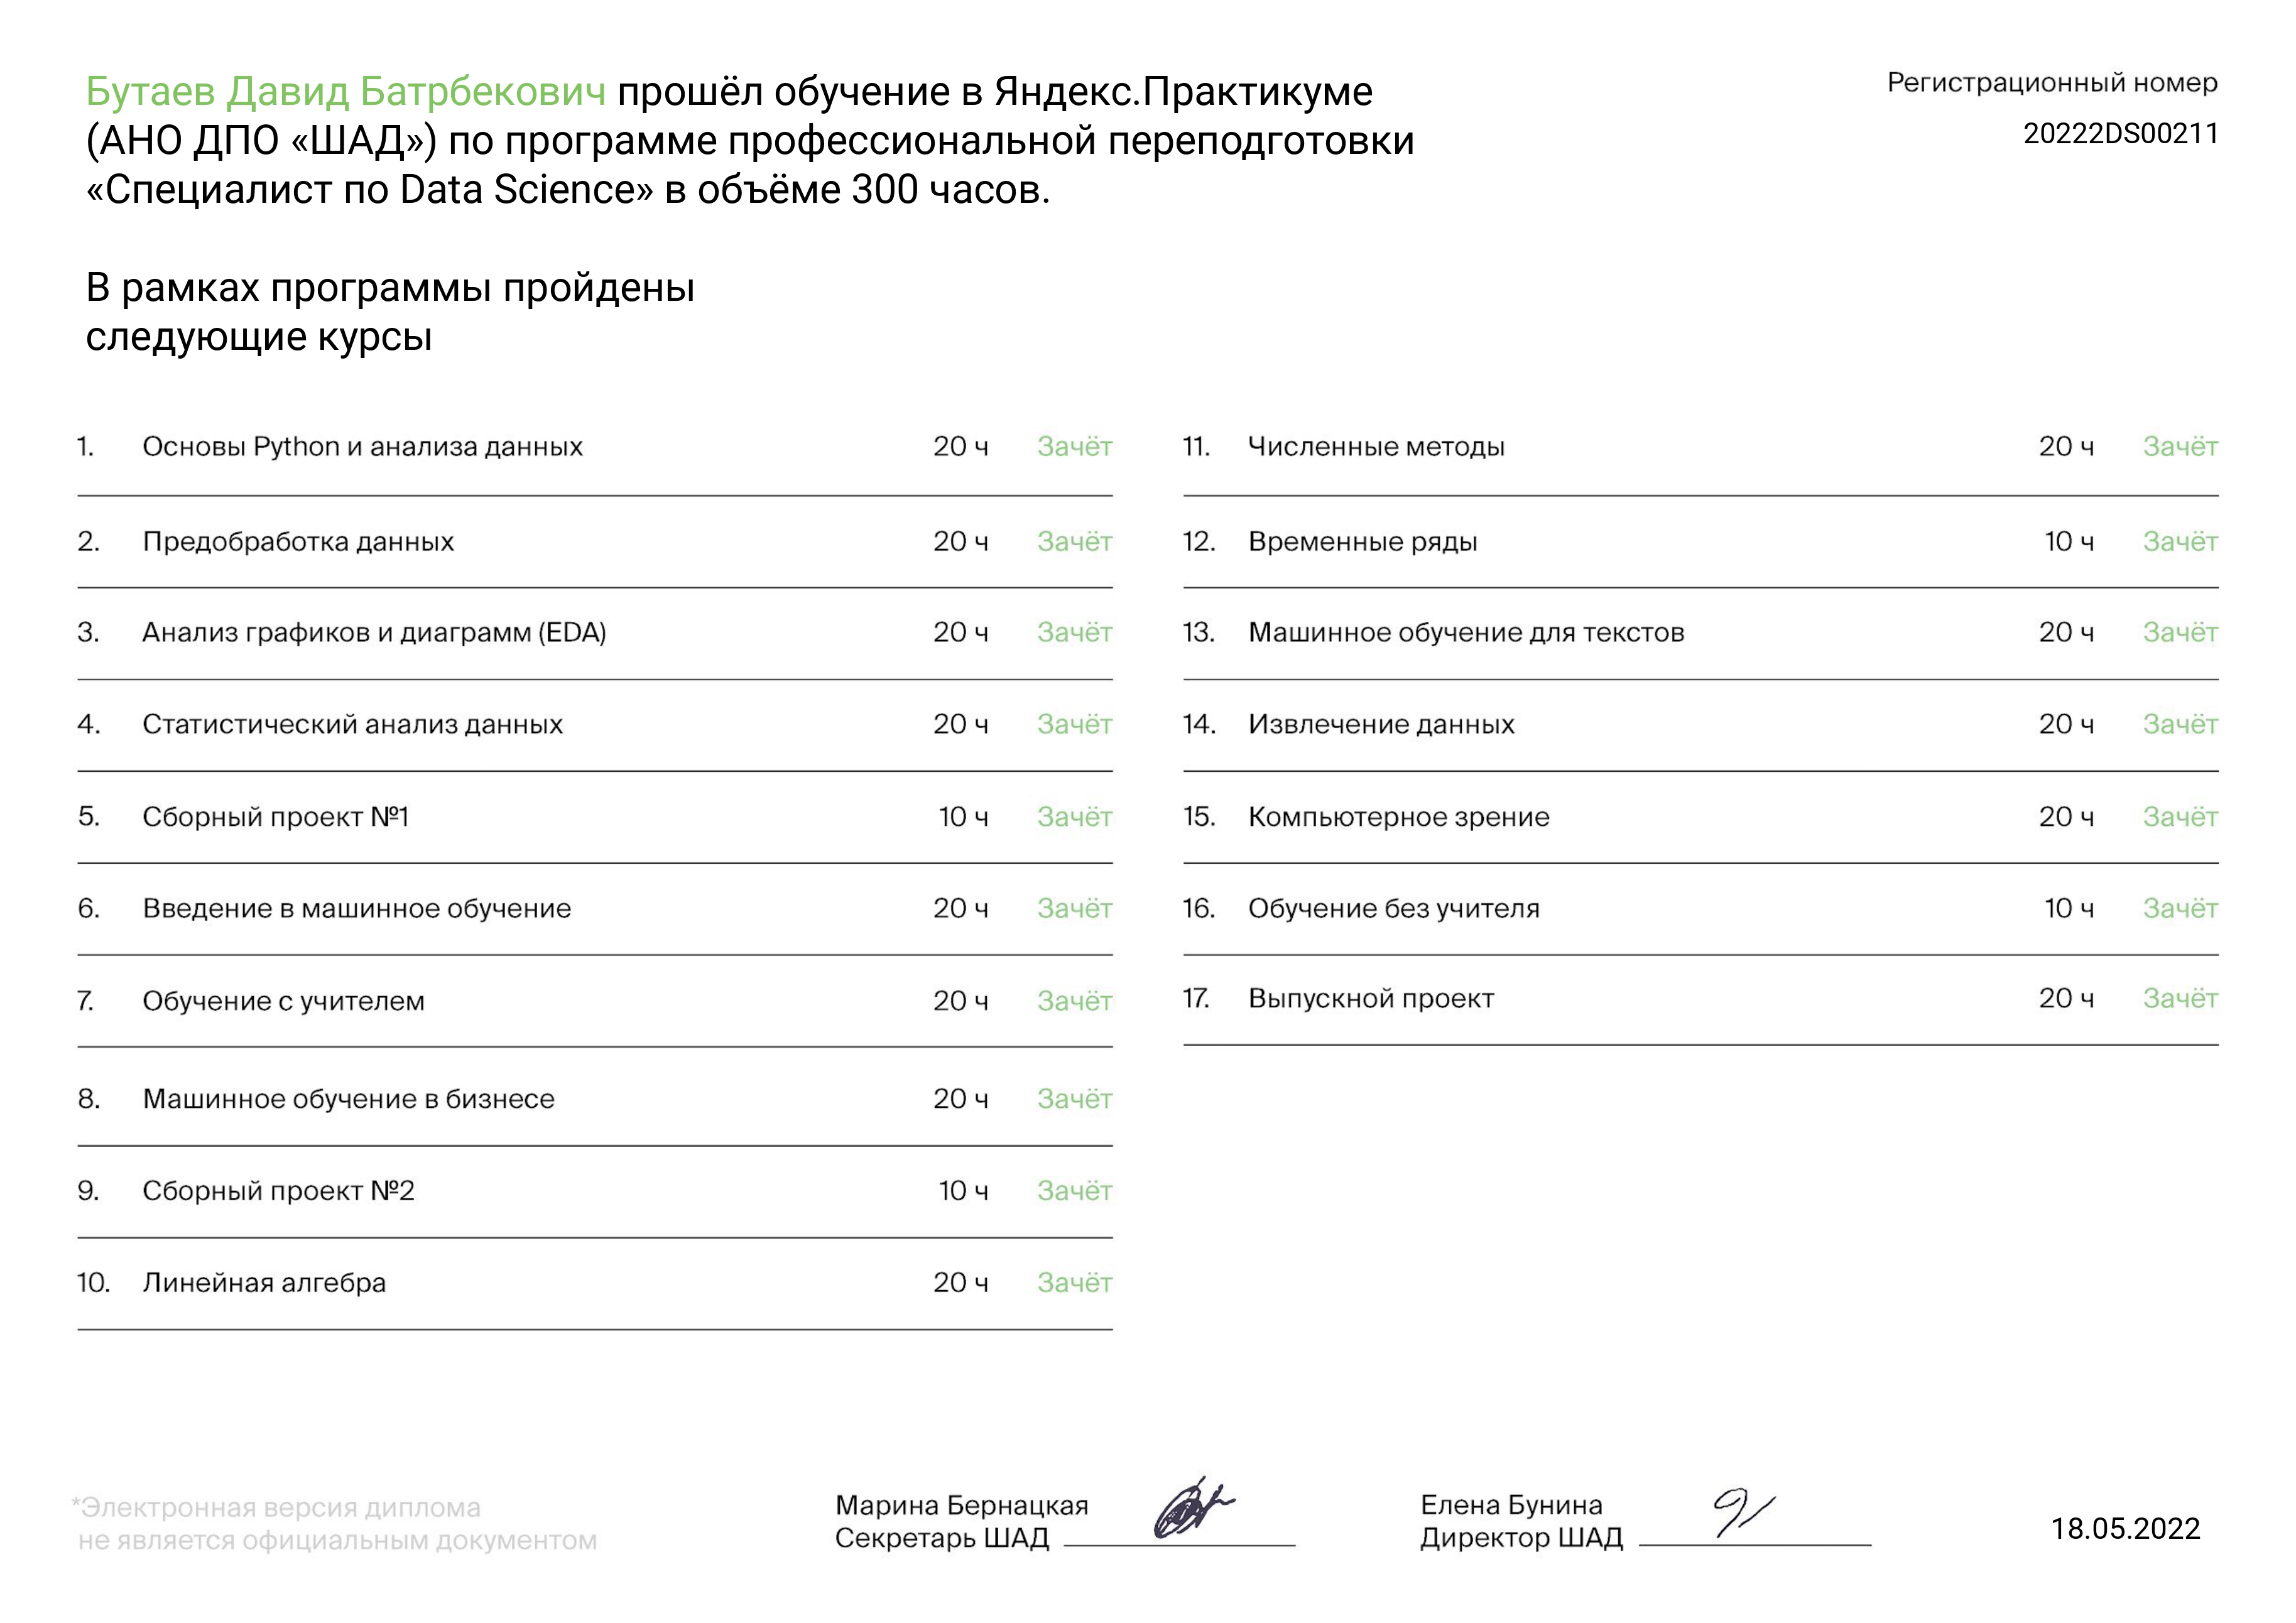 Бутаев Давид Батрбекович прошёл обучение в Яндекс.Практикуме
(АНО ДПО «ШАД») по программе профессиональной переподготовки
«Специалист по Data Science» в объёме 300 часов.
Регистрационный номер
20222DS00211
В рамках программы пройдены
следующие курсы
1. Основы Python и анализа данных 20 ч Зачёт
2. Предобработка данных 20 ч Зачёт
3. Анализ графиков и диаграмм (EDA) 20 ч Зачёт
4. Статистический анализ данных 20 ч Зачёт
5. Сборный проект №1 10 ч Зачёт
6. Введение в машинное обучение 20 ч Зачёт
7. Обучение с учителем 20 ч Зачёт
8. Машинное обучение в бизнесе 20 ч Зачёт
9. Сборный проект №2 10 ч Зачёт
10. Линейная алгебра 20 ч Зачёт
11. Численные методы 20 ч Зачёт
12. Временные ряды 10 ч Зачёт
13. Машинное обучение для текстов 20 ч Зачёт
14. Извлечение данных 20 ч Зачёт
15. Компьютерное зрение 20 ч Зачёт
16. Обучение без учителя 10 ч Зачёт
17. Выпускной проект 20 ч Зачёт
*Электронная версия диплома
не является официальным документом
Марина Бернацкая
Секретарь ШАД
Елена Бунина
Директор ШАД
18.05.2022